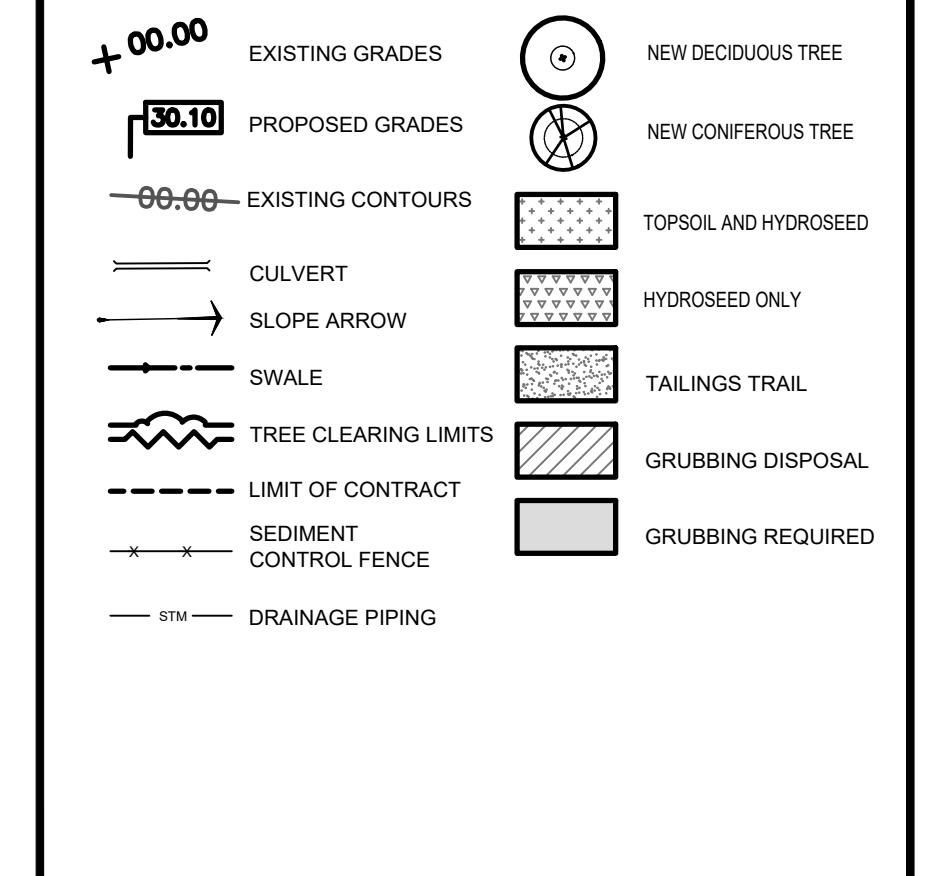 + 00.00 EXISTING GRADES
30.10 PROPOSED GRADES
00.00 EXISTING CONTOURS
CULVERT
SLOPE ARROW
SWALE
TREE CLEARING LIMITS
LIMIT OF CONTRACT
X X SEDIMENT
CONTROL FENCE
STM DRAINAGE PIPING
NEW DECIDUOUS TREE
NEW CONIFEROUS TREE
TOPSOIL AND HYDROSEED
HYDROSEED ONLY
TAILINGS TRAIL
GRUBBING DISPOSAL
GRUBBING REQUIRED